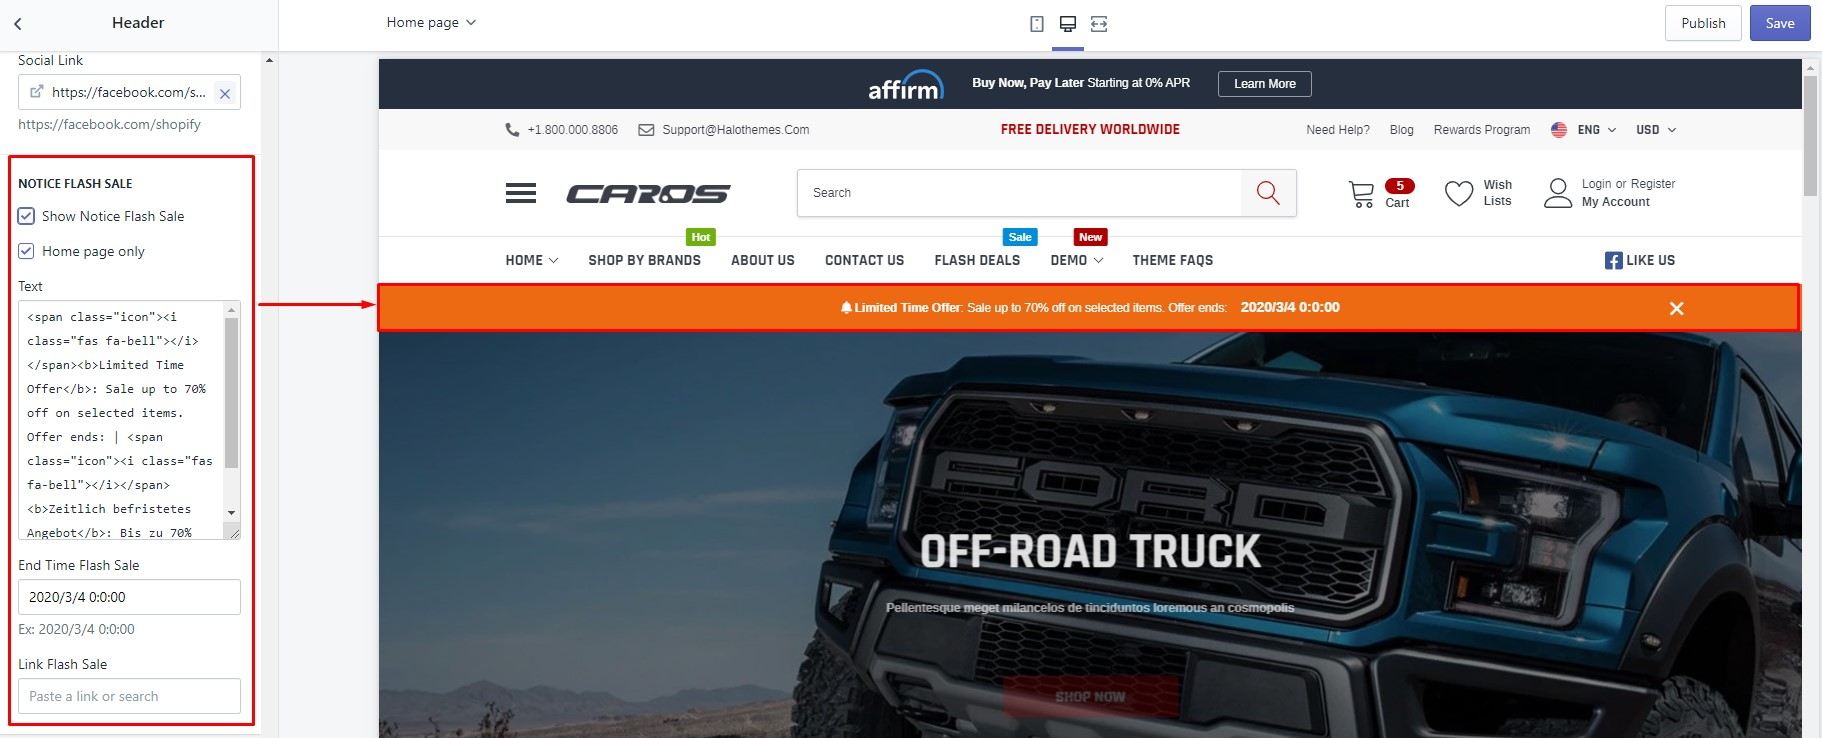 Header
Home page
Publish
Save
Social Link
https://facebook.com/s...
https://facebook.com/shopify
NOTICE FLASH SALE
Show Notice Flash Sale
Home page only
Text
<span class="icon"><i
class="fas fa-bell"></i>
</span><b>Limited Time
Offer</b>: Sale up to 70%
off on selected items.
Offer ends: | <span
class="icon"><i class="fas
fa-bell"></i></span>
<b>Zeitlich befristetes
Angebot</b>: Bis zu 70%
End Time Flash Sale
2020/3/4 0:0:00
Ex: 2020/3/4 0:0:00
Link Flash Sale
Paste a link or search
affirm Buy Now, Pay Later Starting at 0% APR Learn More
+1.800.000.8806 Support@Halothemes.Com FREE DELIVERY WORLDWIDE Need Help? Blog Rewards Program ENG USD
CAROS Search 5 Cart Wish Lists Login or Register My Account
Hot Sale New
HOME SHOP BY BRANDS ABOUT US CONTACT US FLASH DEALS DEMO THEME FAQS LIKE US
Limited Time Offer: Sale up to 70% off on selected items. Offer ends: 2020/3/4 0:0:00
FORD
OFF-ROAD TRUCK
Pellentesque meget milancelos de tinciduntos loremous an cosmopolis
SHOP NOW